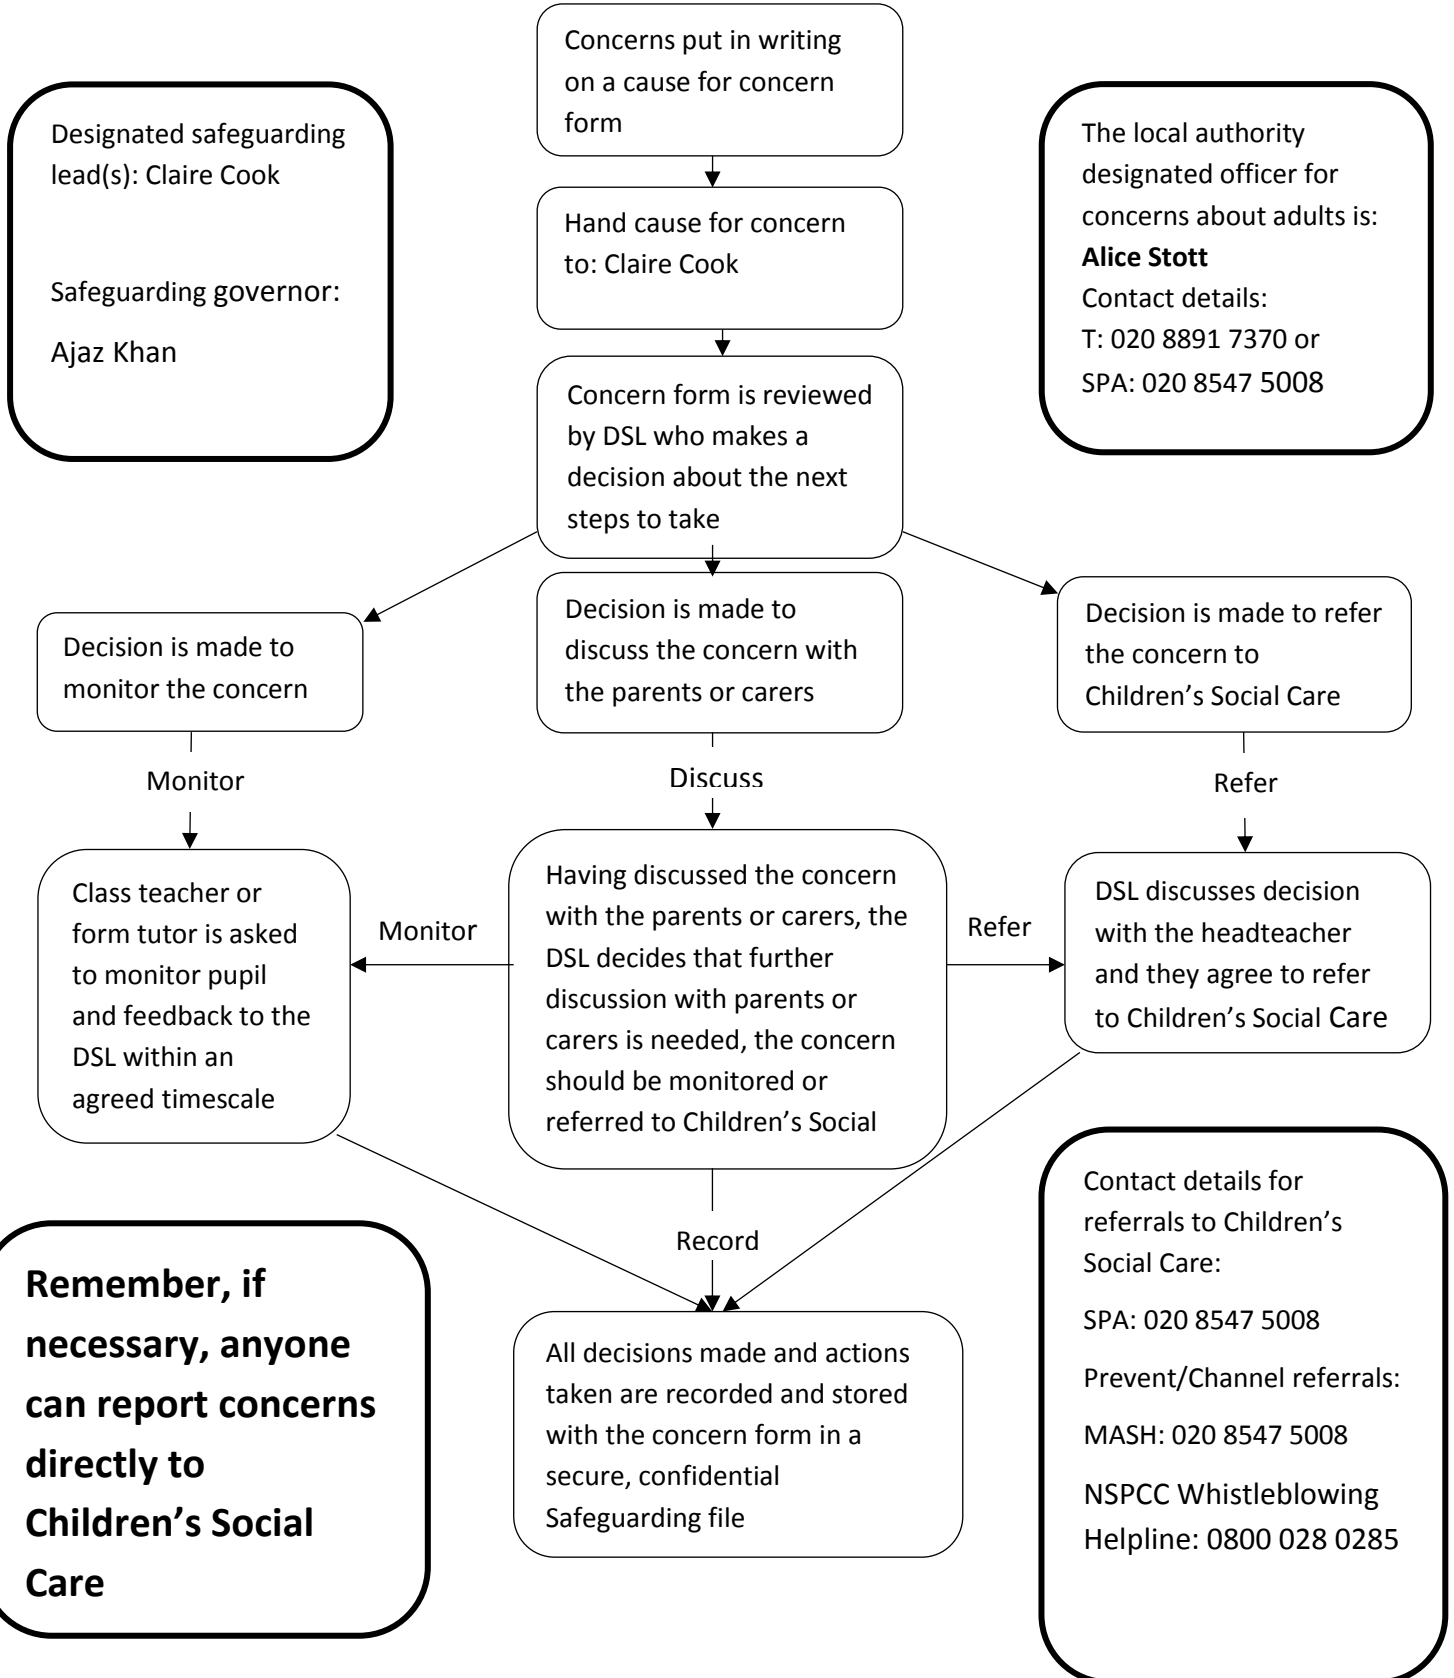 Concerns put in writing
on a cause for concern
form
Designated safeguarding
lead(s): Claire Cook
Safeguarding governor:
Ajaz Khan
Hand cause for concern
to: Claire Cook
The local authority
designated officer for
concerns about adults is:
Alice Stott
Contact details:
T: 020 8891 7370 or
SPA: 020 8547 5008
Concern form is reviewed
by DSL who makes a
decision about the next
steps to take
Decision is made to
monitor the concern
Decision is made to
discuss the concern with
the parents or carers
Decision is made to refer
the concern to
Children’s Social Care
Monitor
Discuss
Refer
Class teacher or
form tutor is asked
to monitor pupil
and feedback to the
DSL within an
agreed timescale
Monitor
Having discussed the concern
with the parents or carers, the
DSL decides that further
discussion with parents or
carers is needed, the concern
should be monitored or
referred to Children’s Social
Refer
DSL discusses decision
with the headteacher
and they agree to refer
to Children’s Social Care
Record
Remember, if
necessary, anyone
can report concerns
directly to
Children’s Social
Care
All decisions made and actions
taken are recorded and stored
with the concern form in a
secure, confidential
Safeguarding file
Contact details for
referrals to Children’s
Social Care:
SPA: 020 8547 5008
Prevent/Channel referrals:
MASH: 020 8547 5008
NSPCC Whistleblowing
Helpline: 0800 028 0285